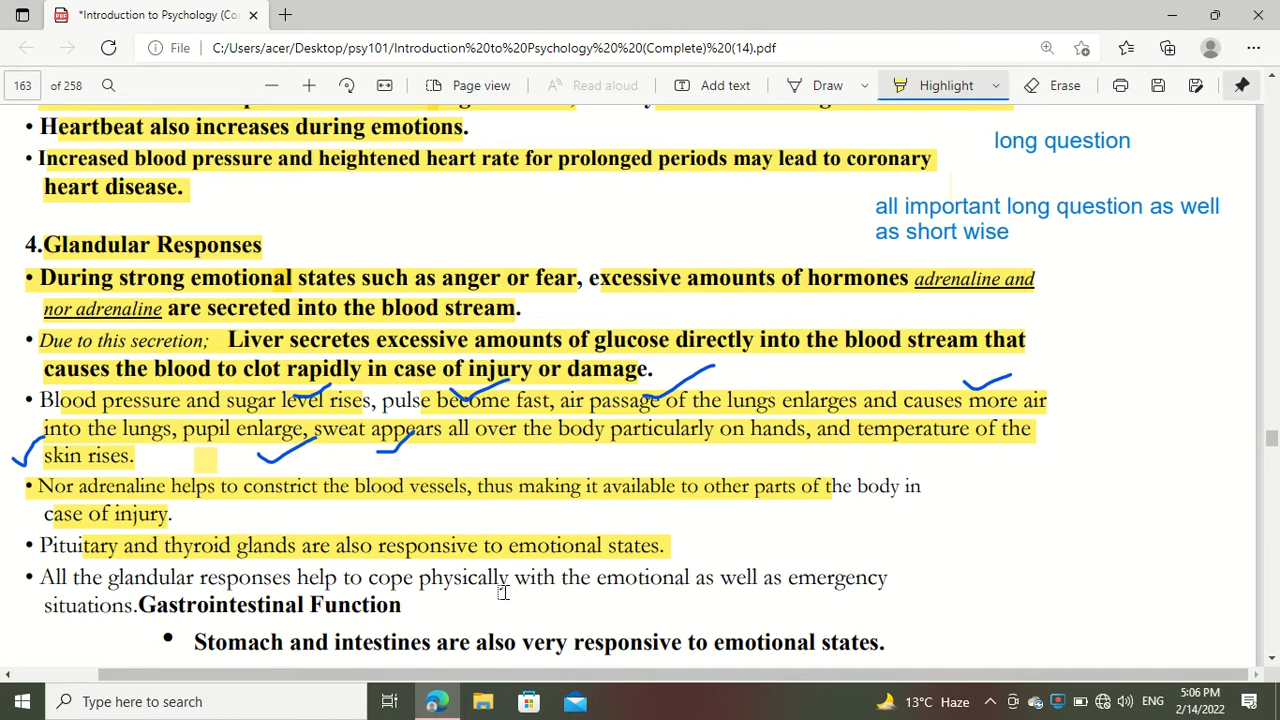 *Introduction to Psychology (Co
File
C:/Users/acer/Desktop/psy101/Introduction%20to%20Psychology%20%20(Complete)%20(14).pdf
163 of 258
Page view
Read aloud
Add text
Draw
Highlight
Erase
• Heartbeat also increases during emotions.
long question
• Increased blood pressure and heightened heart rate for prolonged periods may lead to coronary
heart disease.
all important long question as well
as short wise
4.Glandular Responses
• During strong emotional states such as anger or fear, excessive amounts of hormones adrenaline and
nor adrenaline are secreted into the blood stream.
• Due to this secretion; Liver secretes excessive amounts of glucose directly into the blood stream that
causes the blood to clot rapidly in case of injury or damage.
• Blood pressure and sugar level rises, pulse become fast, air passage of the lungs enlarges and causes more air
into the lungs, pupil enlarge, sweat appears all over the body particularly on hands, and temperature of the
skin rises.
• Nor adrenaline helps to constrict the blood vessels, thus making it available to other parts of the body in
case of injury.
• Pituitary and thyroid glands are also responsive to emotional states.
• All the glandular responses help to cope physically with the emotional as well as emergency
situations.Gastrointestinal Function
• Stomach and intestines are also very responsive to emotional states.
Type here to search
13°C Haze
ENG
5:06 PM
2/14/2022